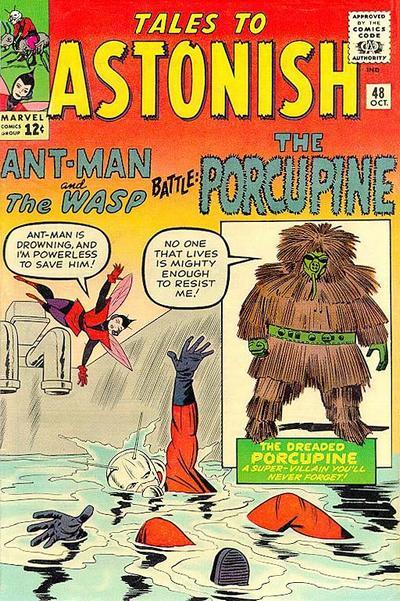 TALES TO
ASTONISH
APPROVED
BY THE
COMICS
CODE
AUTHORITY
IND.
48
OCT.
MARVEL
COMICS
GROUP
12¢
ANT-MAN
and
The WASP
BATTLE:
THE
PORCUPINE
ANT-MAN IS
DROWNING, AND
I'M POWERLESS
TO SAVE HIM!
NO ONE
THAT LIVES
IS MIGHTY
ENOUGH
TO RESIST
ME!
THE DREADED
PORCUPINE
A SUPER-VILLAIN YOU'LL
NEVER FORGET!